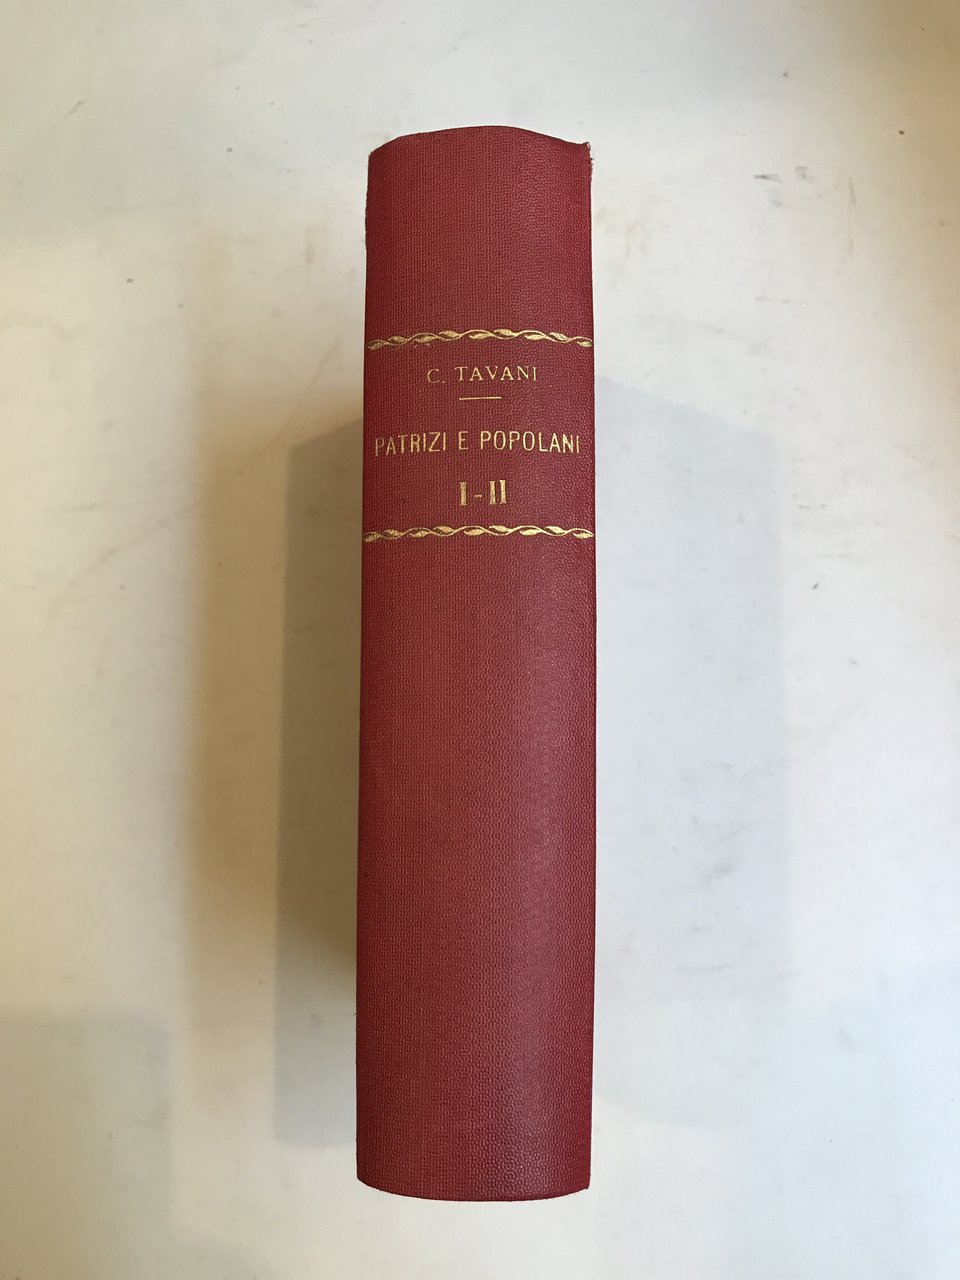 C. TAVANI
PATRIZI E POPOLANI
I-II